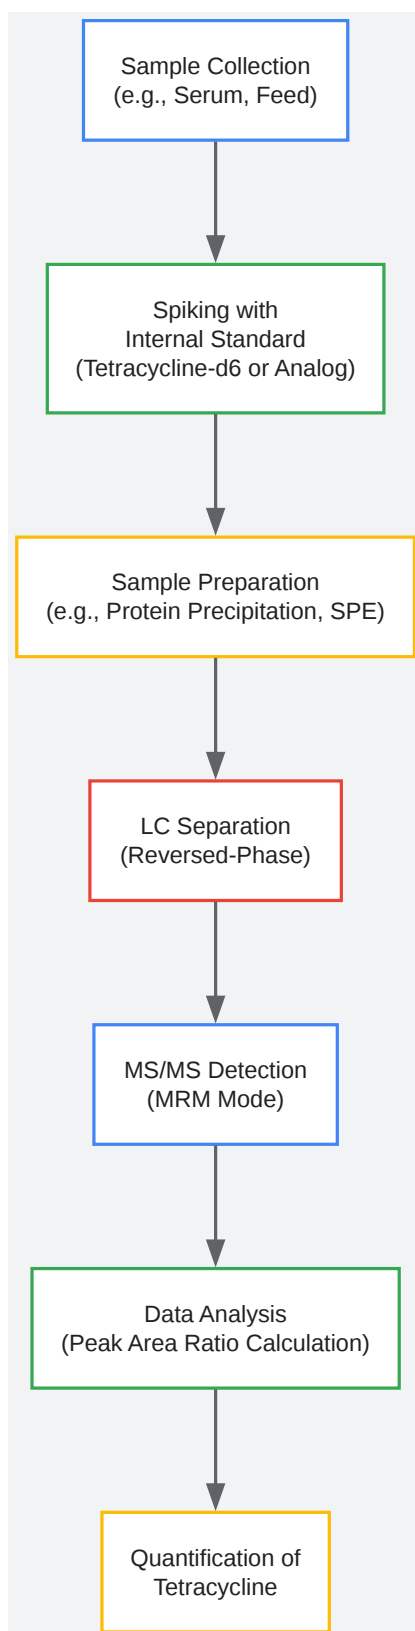 Sample Collection
(e.g., Serum, Feed)
Spiking with
Internal Standard
(Tetracycline-d6 or Analog)
Sample Preparation
(e.g., Protein Precipitation, SPE)
LC Separation
(Reversed-Phase)
MS/MS Detection
(MRM Mode)
Data Analysis
(Peak Area Ratio Calculation)
Quantification of
Tetracycline